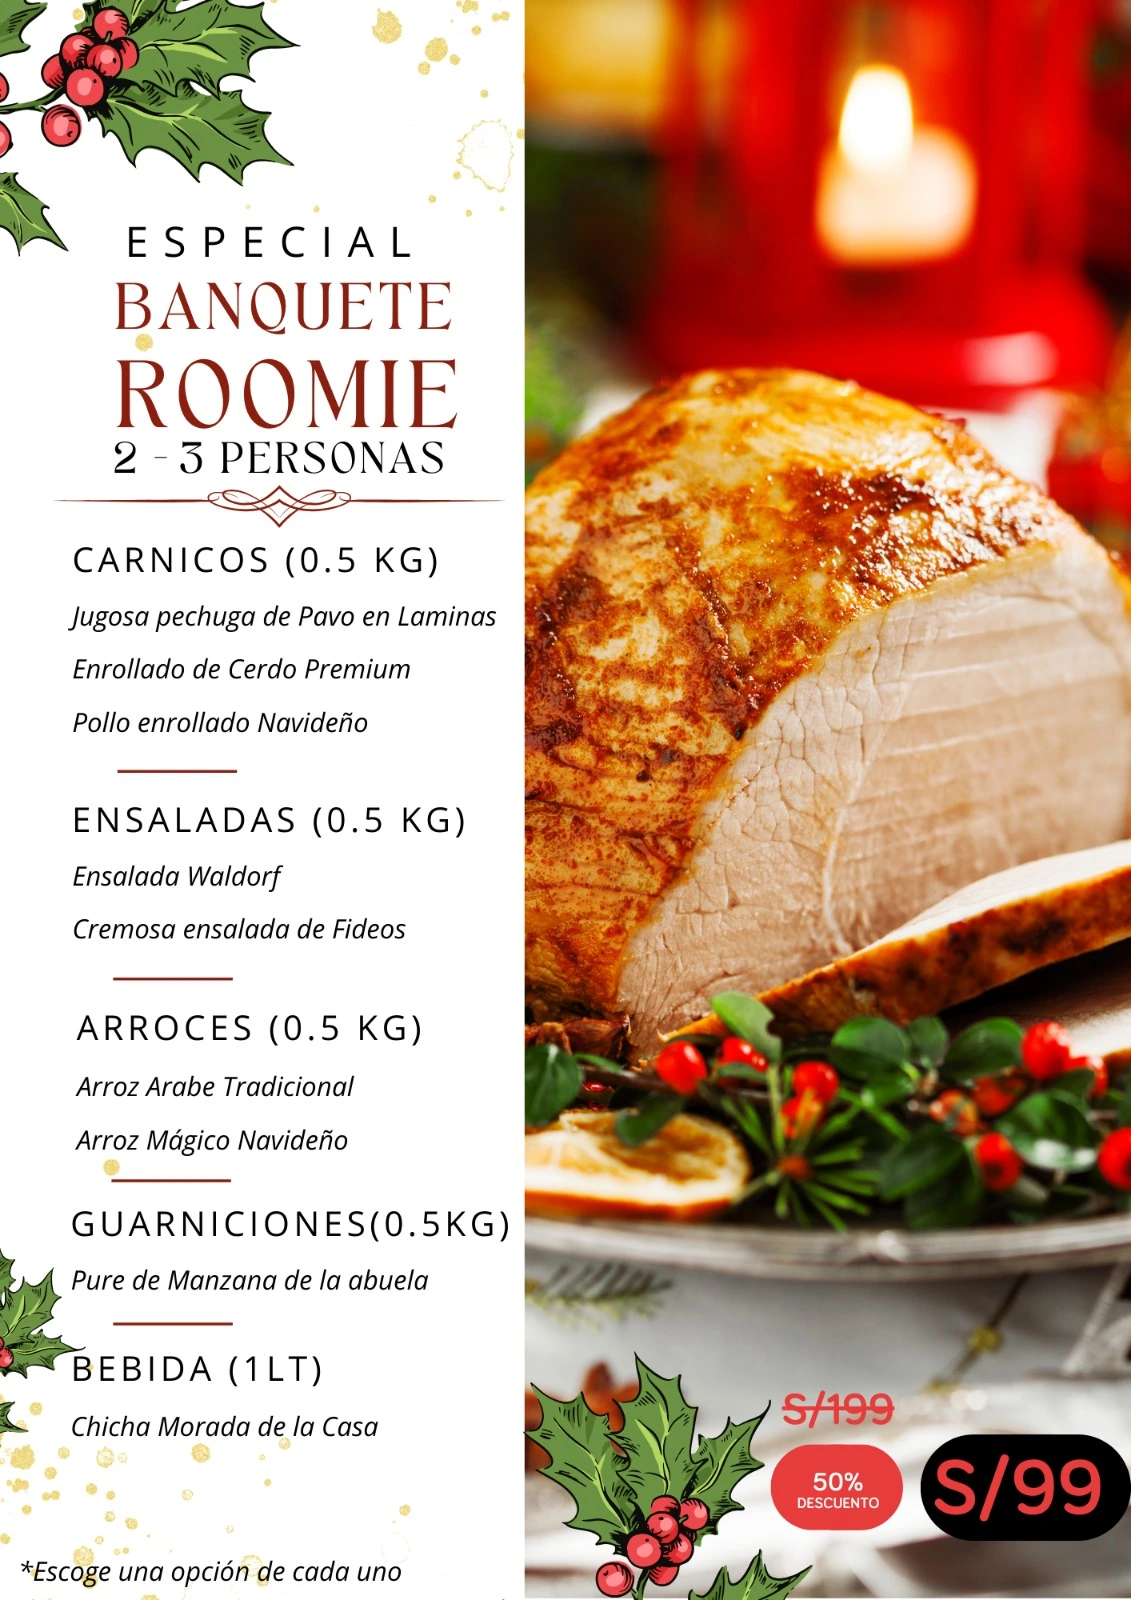 ESPECIAL
BANQUETE
ROOMIE
2 - 3 PERSONAS
CARNICOS (0.5 KG)
Jugosa pechuga de Pavo en Laminas
Enrollado de Cerdo Premium
Pollo enrollado Navideño
ENSALADAS (0.5 KG)
Ensalada Waldorf
Cremosa ensalada de Fideos
ARROCES (0.5 KG)
Arroz Arabe Tradicional
Arroz Mágico Navideño
GUARNICIONES(0.5KG)
Pure de Manzana de la abuela
BEBIDA (1LT)
Chicha Morada de la Casa
*Escoge una opción de cada uno
S/199
50%
DESCUENTO
S/99